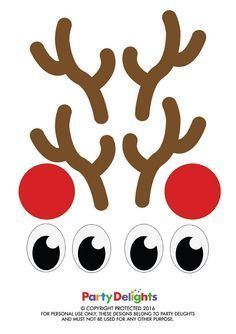 Party Delights
© COPYRIGHT PROTECTED 2016
FOR PERSONAL USE ONLY, THESE DESIGNS BELONG TO PARTY DELIGHTS
AND MUST NOT BE USED FOR ANY OTHER PURPOSE.